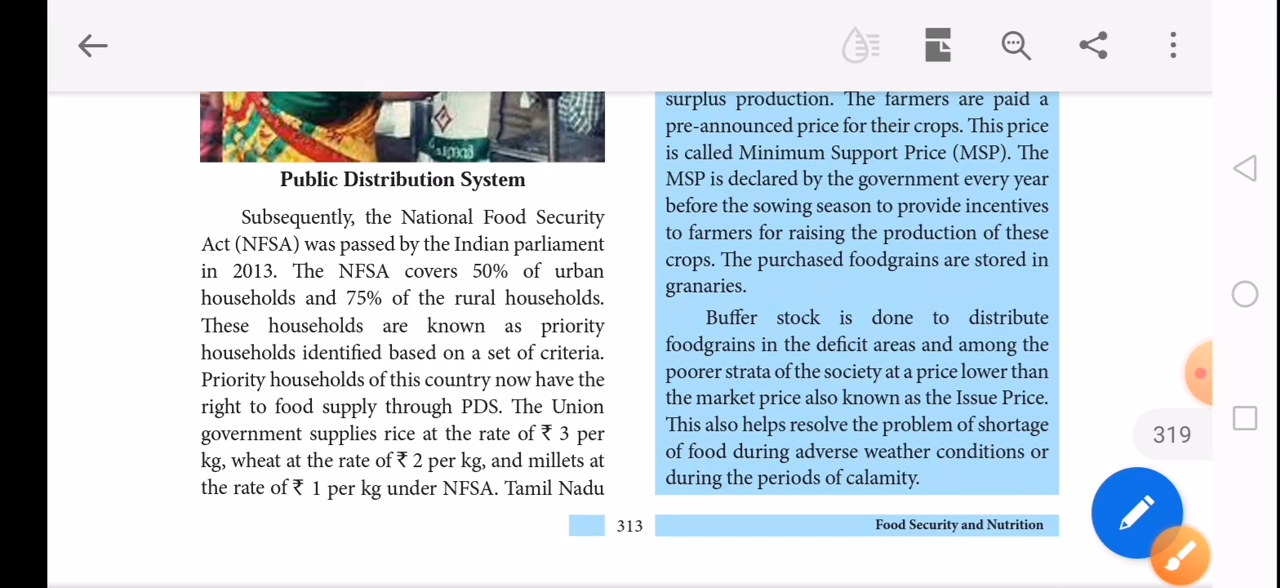 பொன்னி
Public Distribution System
Subsequently, the National Food Security
Act (NFSA) was passed by the Indian parliament
in 2013. The NFSA covers 50% of urban
households and 75% of the rural households.
These households are known as priority
households identified based on a set of criteria.
Priority households of this country now have the
right to food supply through PDS. The Union
government supplies rice at the rate of ₹ 3 per
kg, wheat at the rate of ₹ 2 per kg, and millets at
the rate of ₹ 1 per kg under NFSA. Tamil Nadu
surplus production. The farmers are paid a
pre-announced price for their crops. This price
is called Minimum Support Price (MSP). The
MSP is declared by the government every year
before the sowing season to provide incentives
to farmers for raising the production of these
crops. The purchased foodgrains are stored in
granaries.
Buffer stock is done to distribute
foodgrains in the deficit areas and among the
poorer strata of the society at a price lower than
the market price also known as the Issue Price.
This also helps resolve the problem of shortage
of food during adverse weather conditions or
during the periods of calamity.
313
Food Security and Nutrition
319